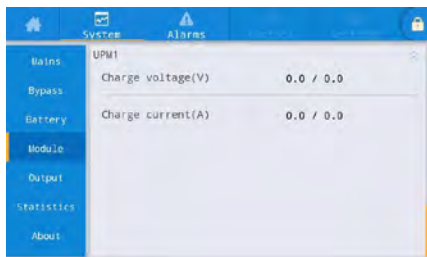 System
Alarms
Mains
Bypass
Battery
Module
Output
Statistics
About
UPM1
Charge voltage(V) 0.0 / 0.0
Charge current(A) 0.0 / 0.0